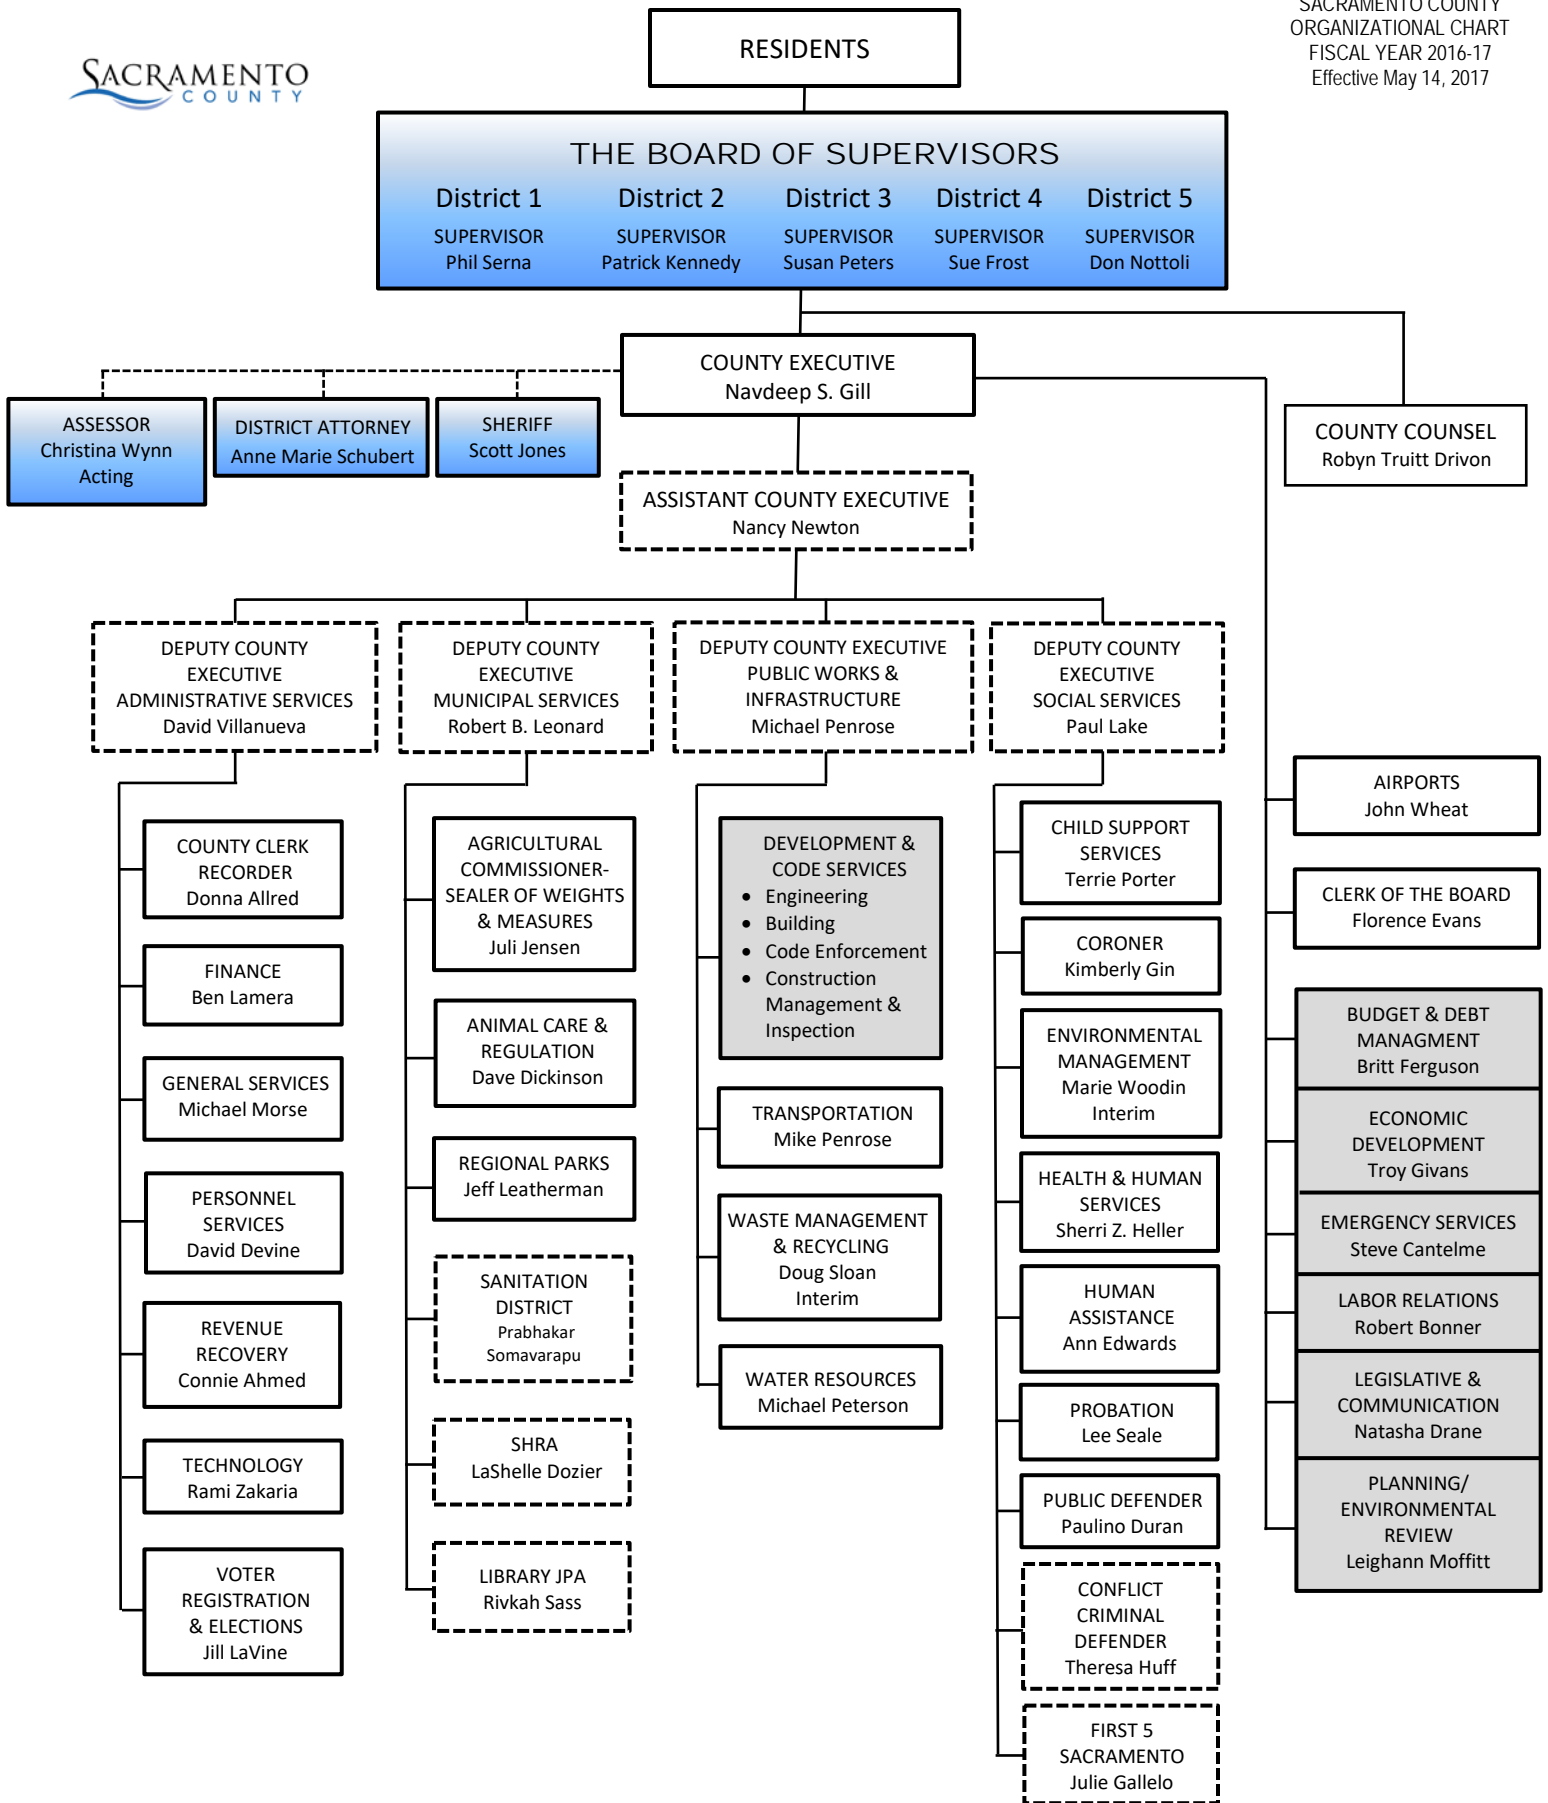 SACRAMENTO COUNTY
ORGANIZATIONAL CHART
FISCAL YEAR 2016-17
Effective May 14, 2017
SACRAMENTO
COUNTY
RESIDENTS
THE BOARD OF SUPERVISORS
District 1
SUPERVISOR
Phil Serna
District 2
SUPERVISOR
Patrick Kennedy
District 3
SUPERVISOR
Susan Peters
District 4
SUPERVISOR
Sue Frost
District 5
SUPERVISOR
Don Nottoli
COUNTY EXECUTIVE
Navdeep S. Gill
ASSESSOR
Christina Wynn
Acting
DISTRICT ATTORNEY
Anne Marie Schubert
SHERIFF
Scott Jones
COUNTY COUNSEL
Robyn Truitt Drivon
ASSISTANT COUNTY EXECUTIVE
Nancy Newton
DEPUTY COUNTY
EXECUTIVE
ADMINISTRATIVE SERVICES
David Villanueva
DEPUTY COUNTY
EXECUTIVE
MUNICIPAL SERVICES
Robert B. Leonard
DEPUTY COUNTY EXECUTIVE
PUBLIC WORKS &
INFRASTRUCTURE
Michael Penrose
DEPUTY COUNTY
EXECUTIVE
SOCIAL SERVICES
Paul Lake
COUNTY CLERK
RECORDER
Donna Allred
FINANCE
Ben Lamera
GENERAL SERVICES
Michael Morse
PERSONNEL
SERVICES
David Devine
REVENUE
RECOVERY
Connie Ahmed
TECHNOLOGY
Rami Zakaria
VOTER
REGISTRATION
& ELECTIONS
Jill LaVine
AGRICULTURAL
COMMISSIONER-
SEALER OF WEIGHTS
& MEASURES
Juli Jensen
ANIMAL CARE &
REGULATION
Dave Dickinson
REGIONAL PARKS
Jeff Leatherman
SANITATION
DISTRICT
Prabhakar
Somavarapu
SHRA
LaShelle Dozier
LIBRARY JPA
Rivkah Sass
DEVELOPMENT &
CODE SERVICES
• Engineering
• Building
• Code Enforcement
• Construction
Management &
Inspection
TRANSPORTATION
Mike Penrose
WASTE MANAGEMENT
& RECYCLING
Doug Sloan
Interim
WATER RESOURCES
Michael Peterson
CHILD SUPPORT
SERVICES
Terrie Porter
CORONER
Kimberly Gin
ENVIRONMENTAL
MANAGEMENT
Marie Woodin
Interim
HEALTH & HUMAN
SERVICES
Sherri Z. Heller
HUMAN
ASSISTANCE
Ann Edwards
PROBATION
Lee Seale
PUBLIC DEFENDER
Paulino Duran
CONFLICT
CRIMINAL
DEFENDER
Theresa Huff
FIRST 5
SACRAMENTO
Julie Gallelo
AIRPORTS
John Wheat
CLERK OF THE BOARD
Florence Evans
BUDGET & DEBT
MANAGMENT
Britt Ferguson
ECONOMIC
DEVELOPMENT
Troy Givans
EMERGENCY SERVICES
Steve Cantelme
LABOR RELATIONS
Robert Bonner
LEGISLATIVE &
COMMUNICATION
Natasha Drane
PLANNING/
ENVIRONMENTAL
REVIEW
Leighann Moffitt